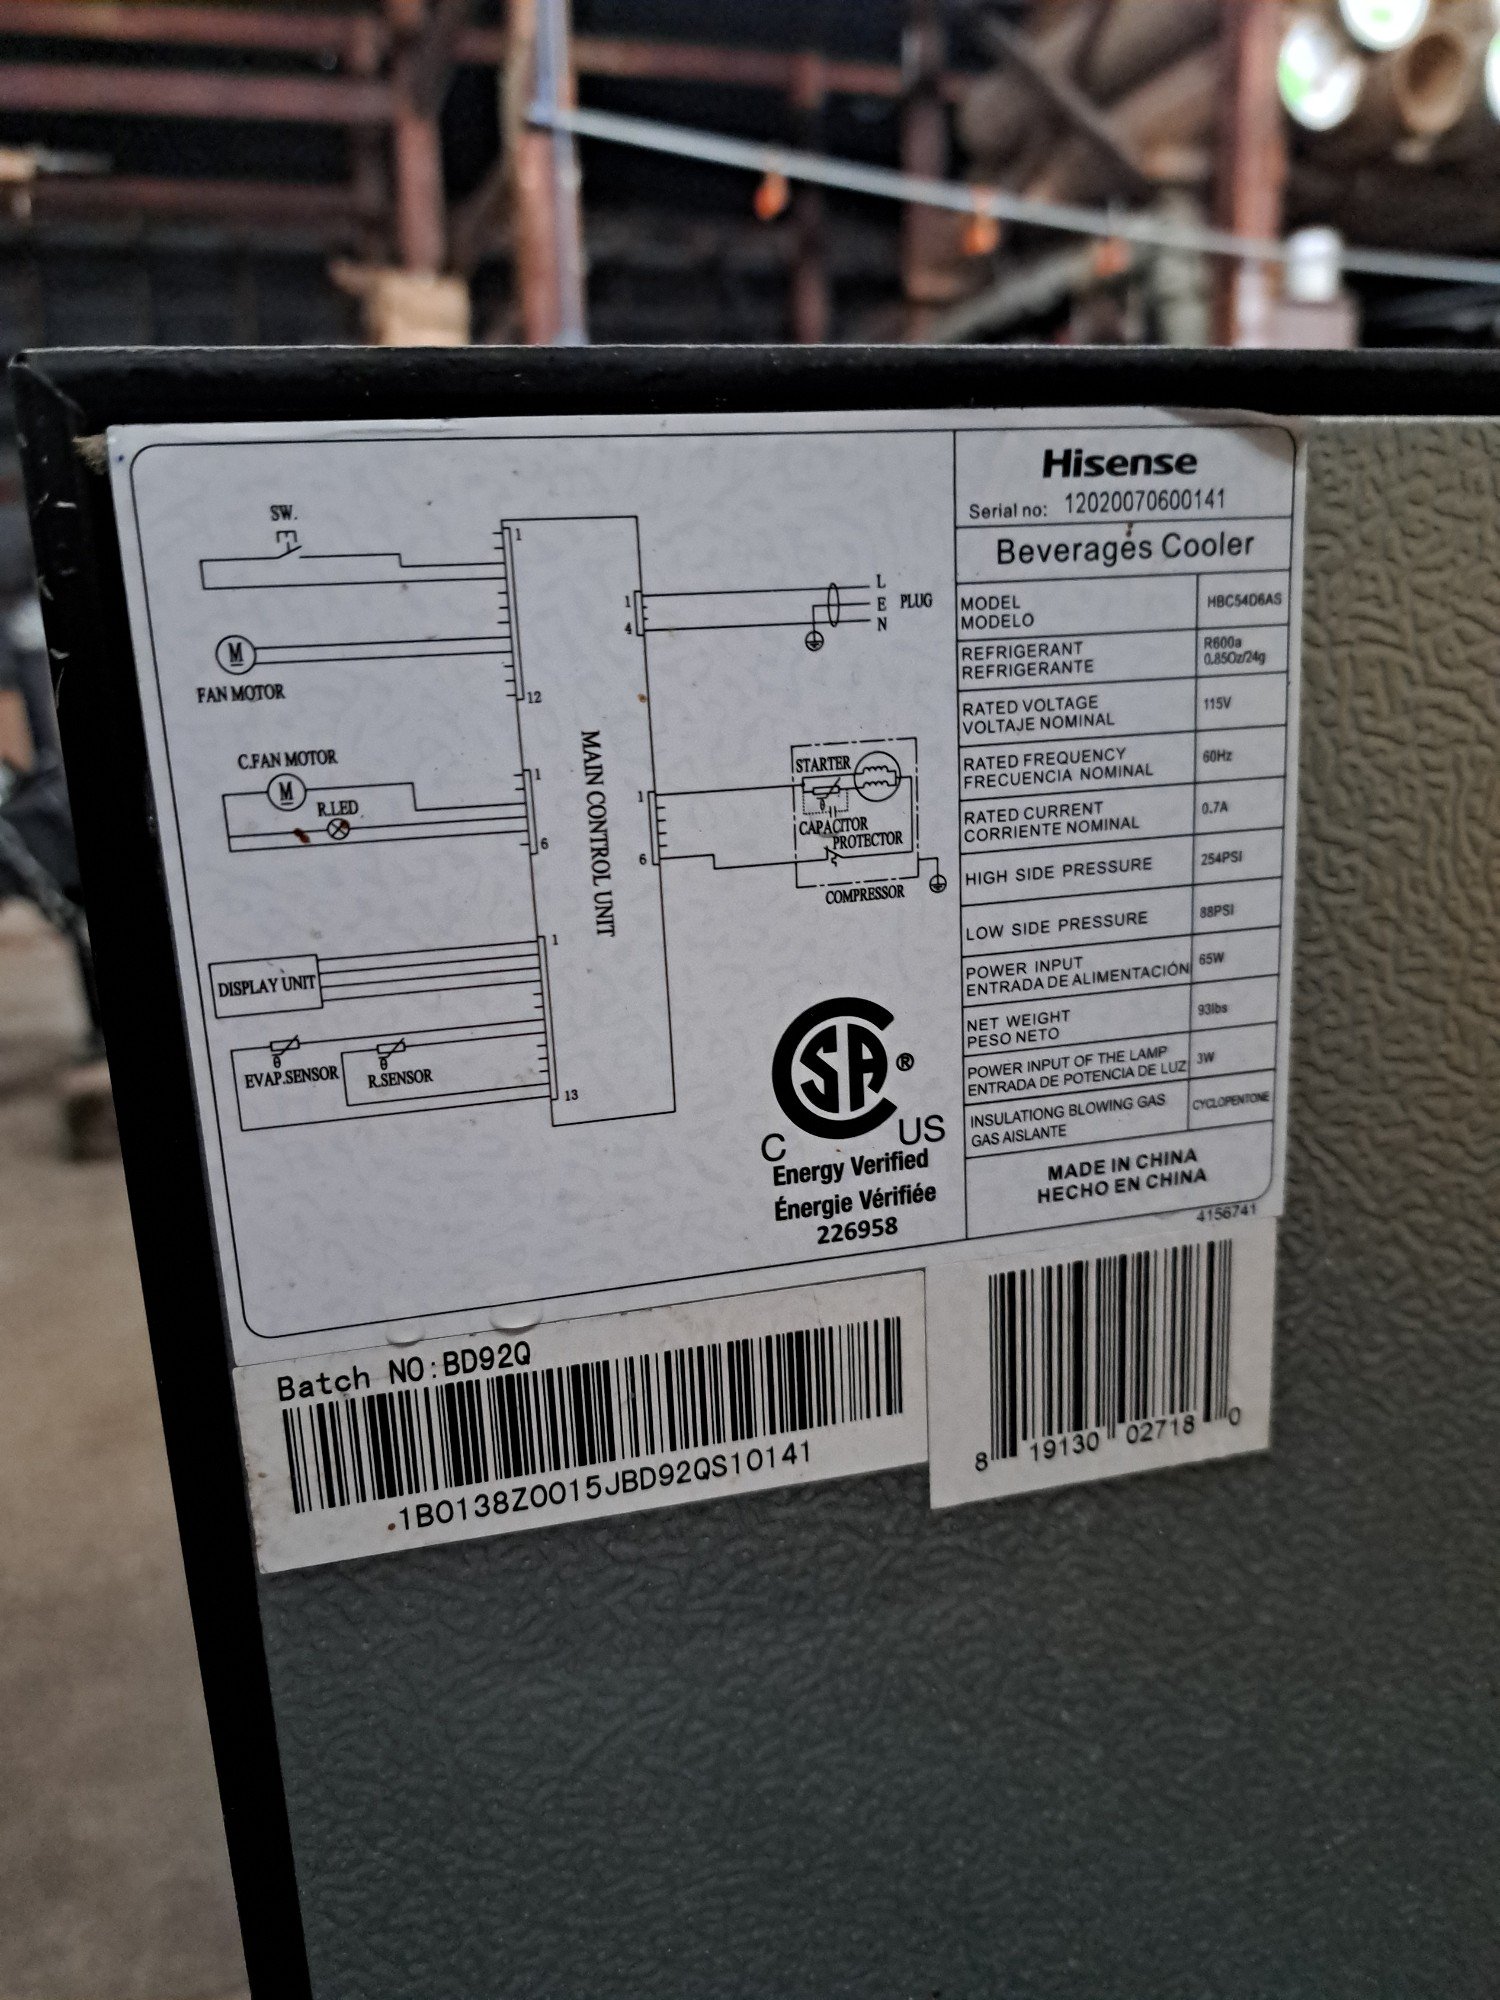 SW.
1
FAN MOTOR
M
12
C.FAN MOTOR
M
R.LED
1
6
MAIN CONTROL UNIT
1
4
L
E PLUG
N
STARTER
θ
CAPACITOR
PROTECTOR
1
6
COMPRESSOR
1
DISPLAY UNIT
θ
EVAP.SENSOR
θ
R.SENSOR
13
SA ®
C US
Energy Verified
Énergie Vérifiée
226958
Hisense
Serial no: 12020070600141
Beverages Cooler
MODEL HBC54D6AS
MODELO
REFRIGERANT R600a
REFRIGERANTE 0.85Oz/24g
RATED VOLTAGE 115V
VOLTAJE NOMINAL
RATED FREQUENCY 60Hz
FRECUENCIA NOMINAL
RATED CURRENT 0.7A
CORRIENTE NOMINAL
HIGH SIDE PRESSURE 254PSI
LOW SIDE PRESSURE 88PSI
POWER INPUT 65W
ENTRADA DE ALIMENTACIÓN
NET WEIGHT 93lbs
PESO NETO
POWER INPUT OF THE LAMP 3W
ENTRADA DE POTENCIA DE LUZ
INSULATIONG BLOWING GAS CYCLOPENTONE
GAS AISLANTE
MADE IN CHINA
HECHO EN CHINA
4156741
Batch NO:BD92Q
1B0138Z0015JBD92QS10141
8 19130 02718 0